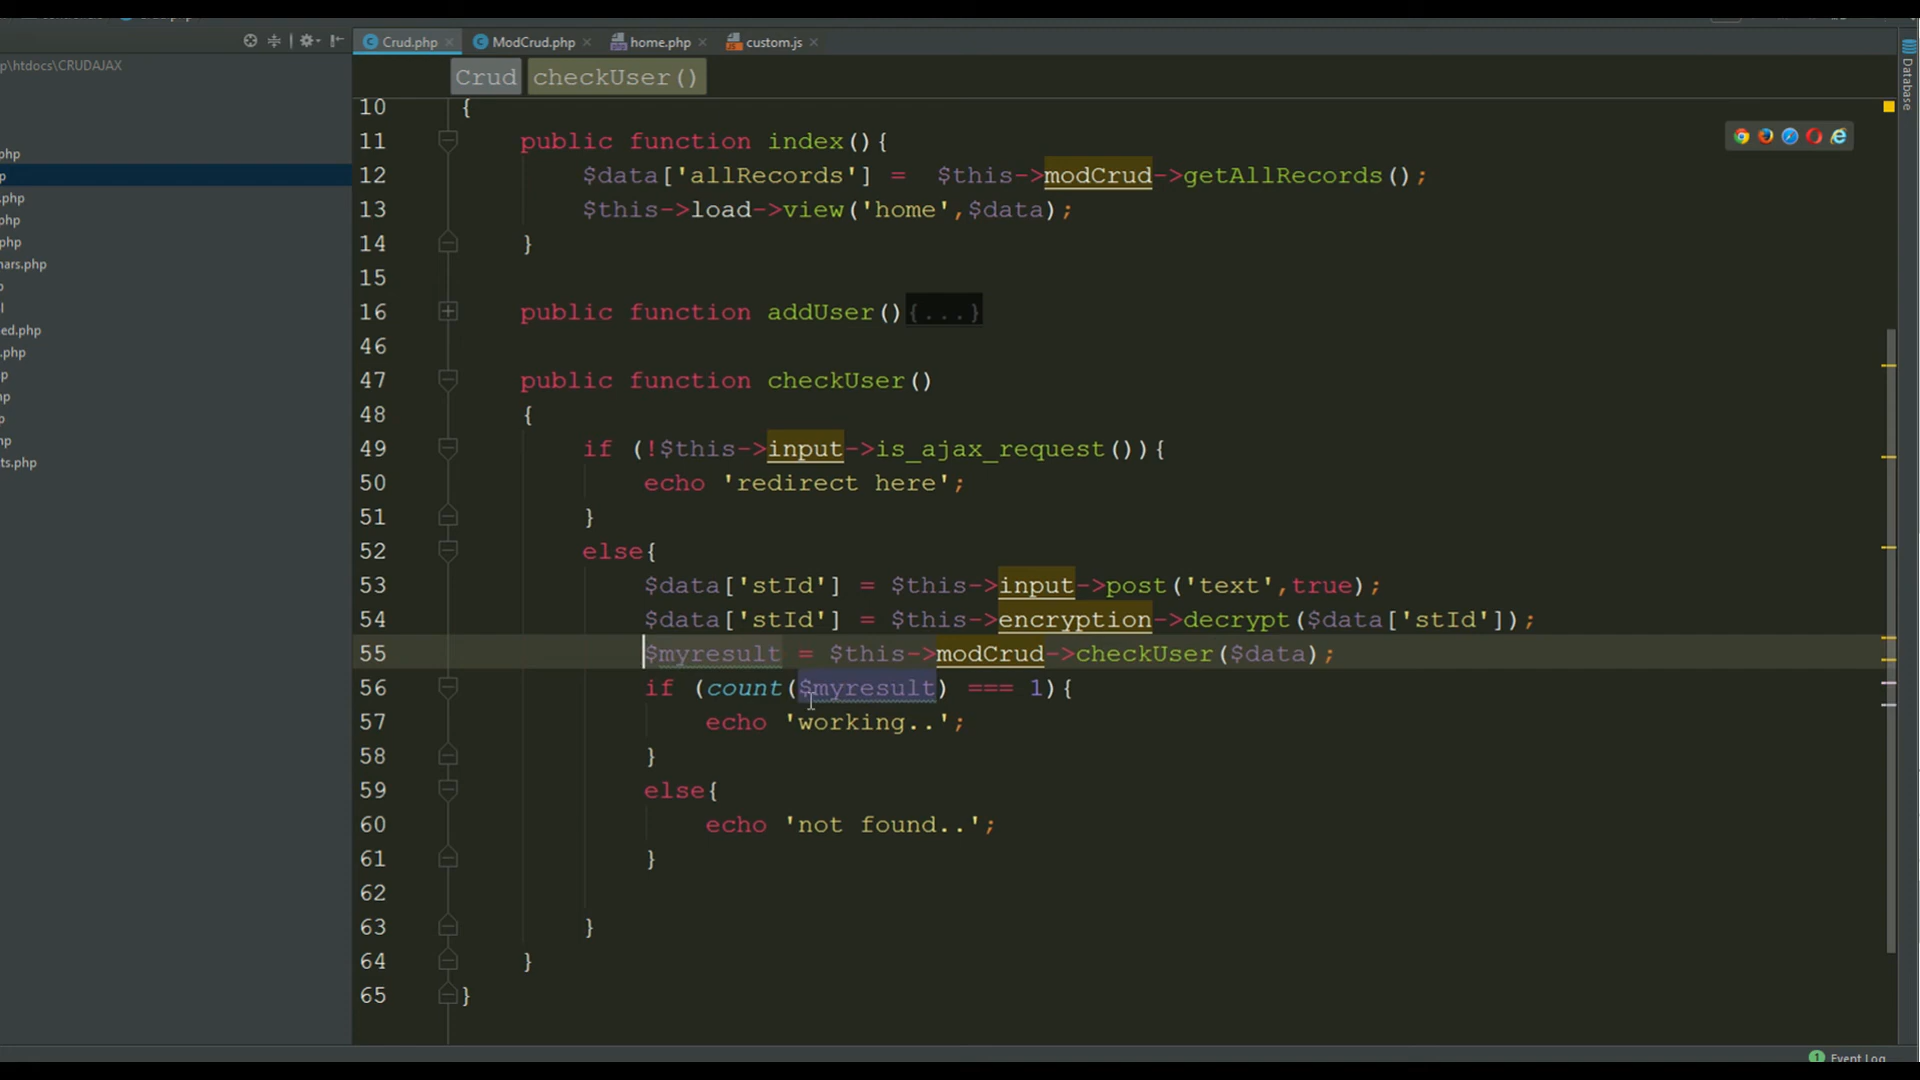 Crud.php
ModCrud.php
home.php
custom.js
p\htdocs\CRUDAJAX
Crud
checkUser()
Database
php
p
.php
php
php
nars.php
p
l
ed.php
.php
p
np
p
np
ts.php
10 {
11 public function index(){
12 $data['allRecords'] = $this->modCrud->getAllRecords();
13 $this->load->view('home',$data);
14 }
15
16 public function addUser(){...}
46
47 public function checkUser()
48 {
49 if (!$this->input->is_ajax_request()){
50 echo 'redirect here';
51 }
52 else{
53 $data['stId'] = $this->input->post('text',true);
54 $data['stId'] = $this->encryption->decrypt($data['stId']);
55 $myresult = $this->modCrud->checkUser($data);
56 if (count($myresult) === 1){
57 echo 'working..';
58 }
59 else{
60 echo 'not found..';
61 }
62
63 }
64 }
65 }
1 Event Log